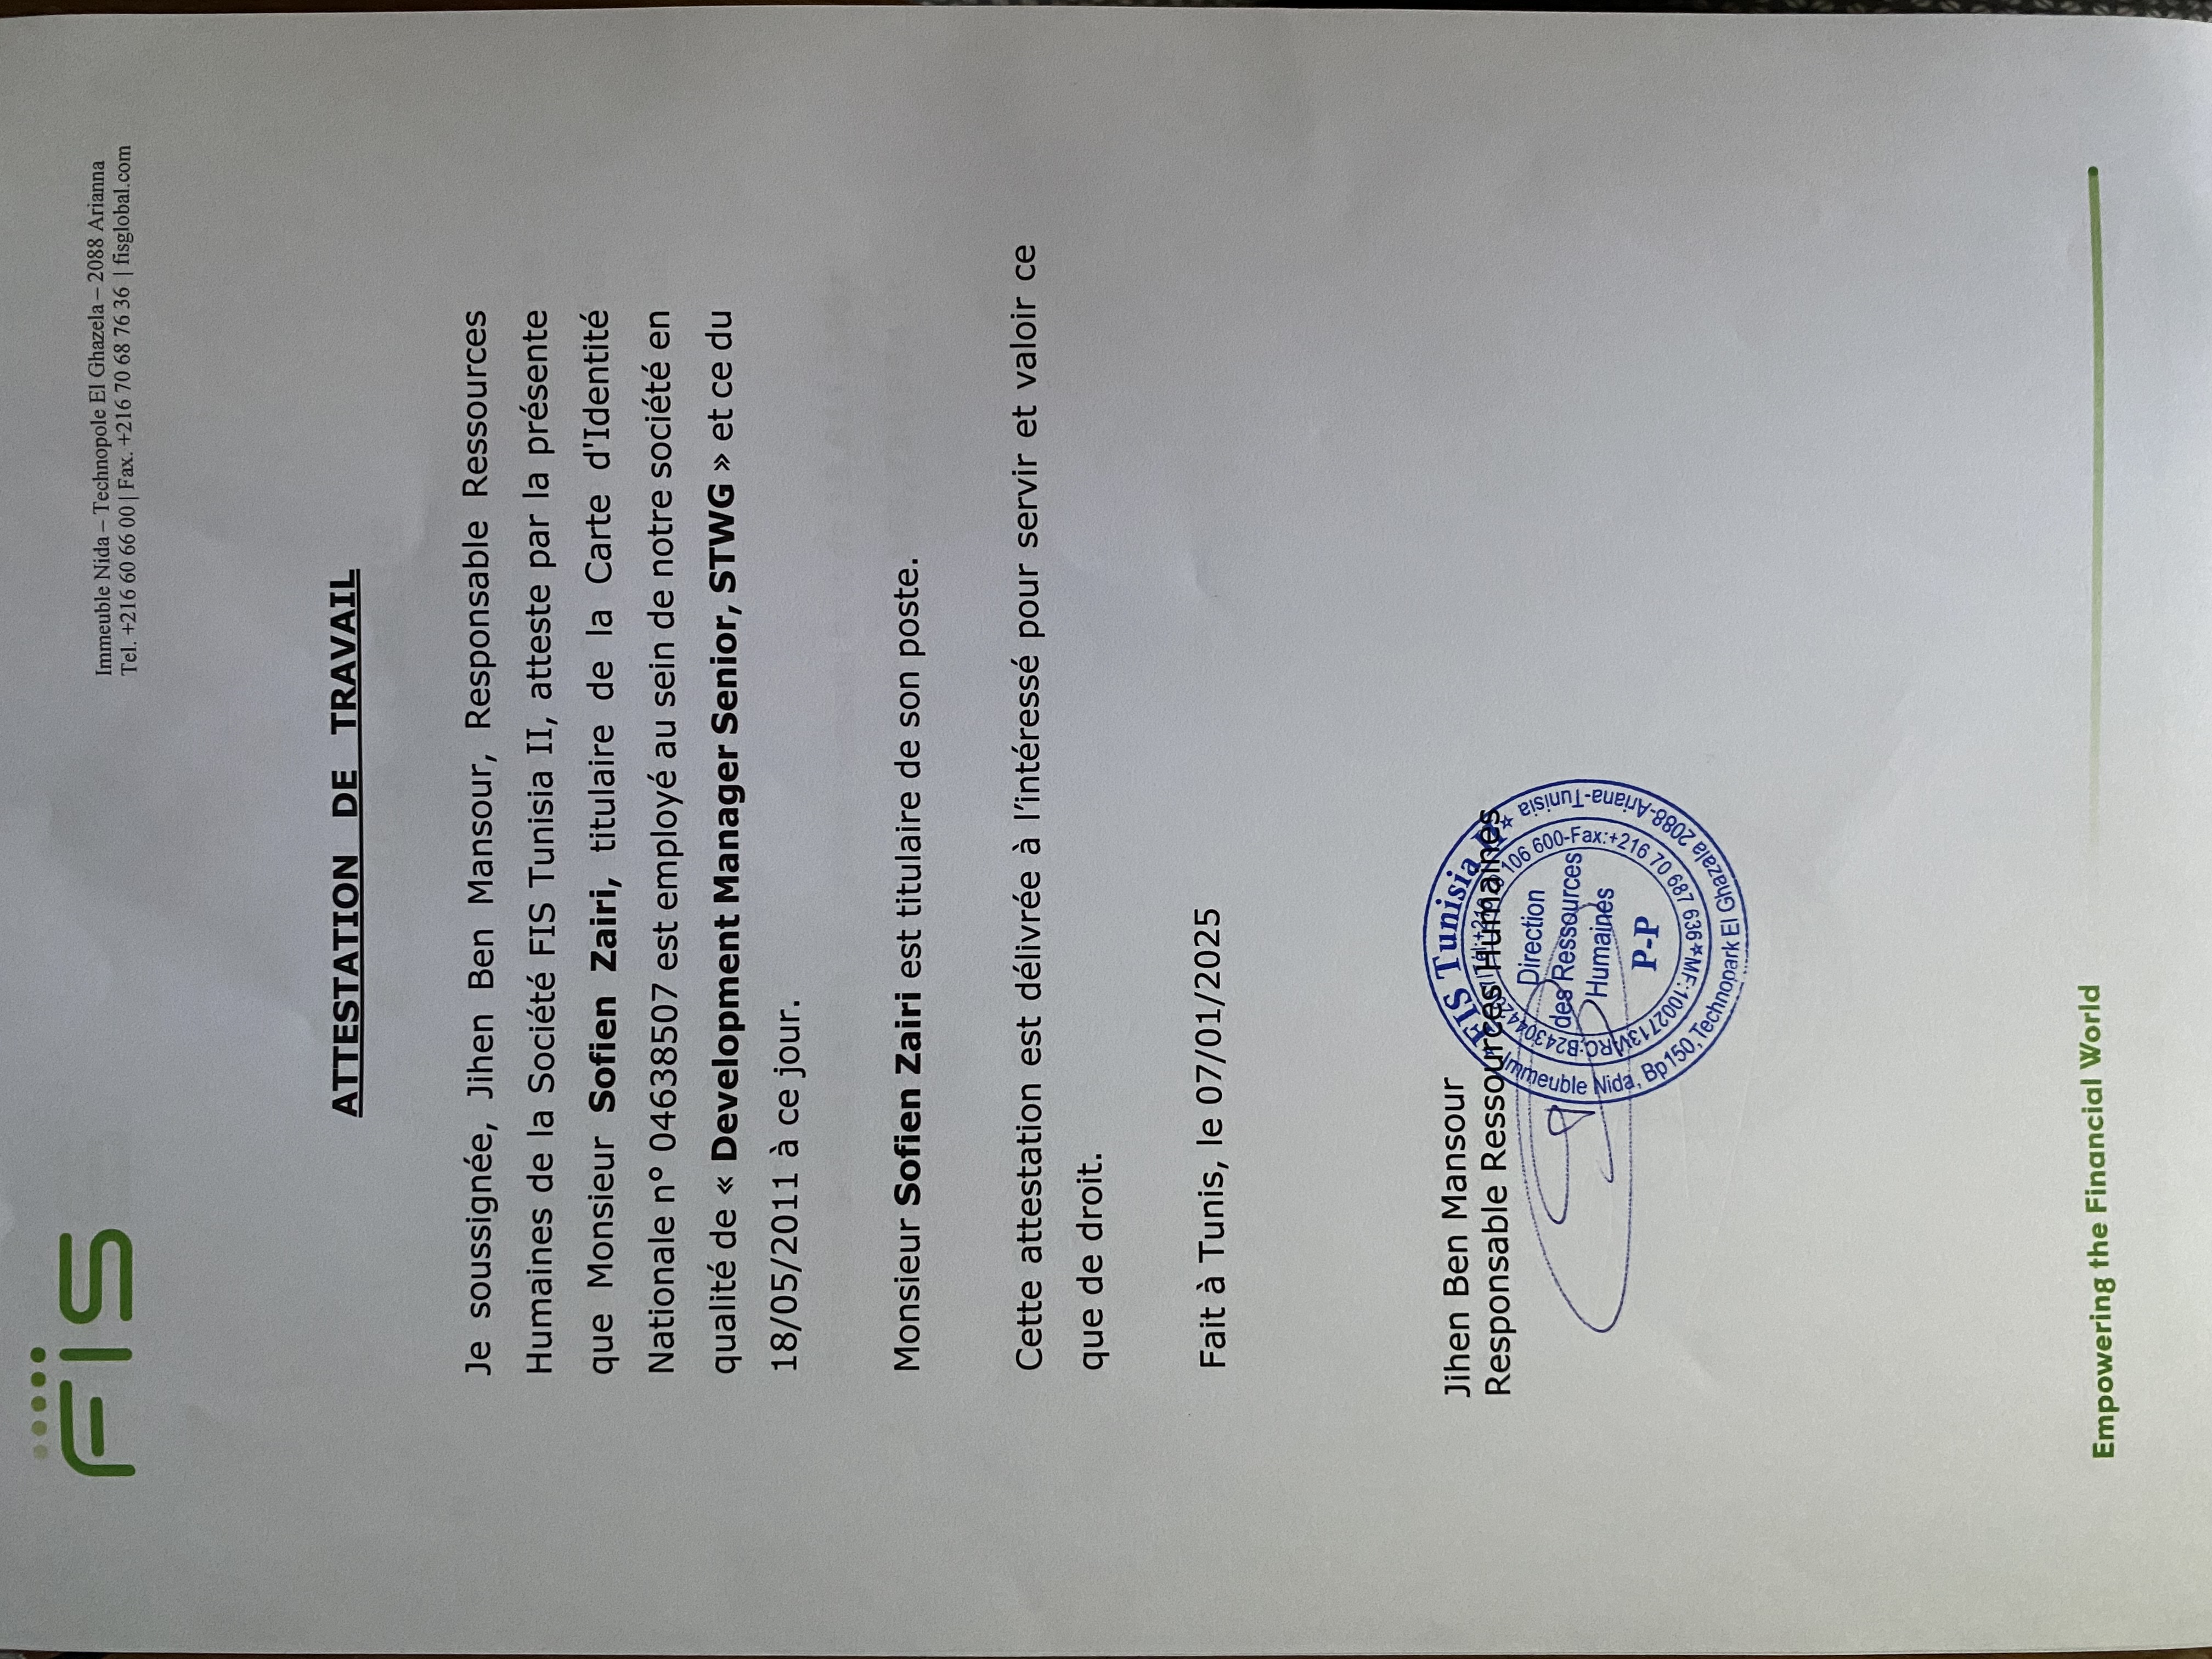 FIS
Immeuble Nida – Technopole El Ghazela – 2088 Arianna
Tel. +216 60 66 00 | Fax. +216 70 68 76 36 | fisglobal.com
ATTESTATION DE TRAVAIL
Je soussignée, Jihen Ben Mansour, Responsable Ressources
Humaines de la Société FIS Tunisia II, atteste par la présente
que Monsieur Sofien Zairi, titulaire de la Carte d'Identité
Nationale n° 04638507 est employé au sein de notre société en
qualité de « Development Manager Senior, STWG » et ce du
18/05/2011 à ce jour.
Monsieur Sofien Zairi est titulaire de son poste.
Cette attestation est délivrée à l'intéressé pour servir et valoir ce
que de droit.
Fait à Tunis, le 07/01/2025
Jihen Ben Mansour
Responsable Ressources Humaines
FIS Tunisia
Immeuble Nida, Bp150, Technopark El Ghazala 2088-Ariana-Tunisia
106 600-Fax:+216 70 687 636★MF:1002713V
Direction
des Ressources
Humaines
P-P
Empowering the Financial World